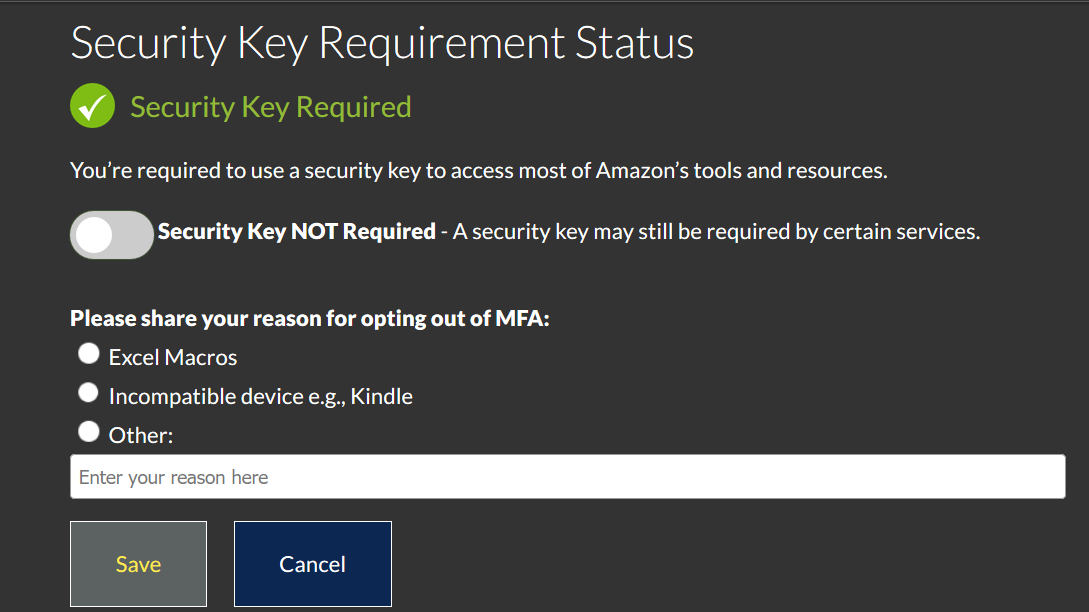 Security Key Requirement Status
Security Key Required
You’re required to use a security key to access most of Amazon’s tools and resources.
Security Key NOT Required - A security key may still be required by certain services.
Please share your reason for opting out of MFA:
Excel Macros
Incompatible device e.g., Kindle
Other:
Enter your reason here
Save
Cancel